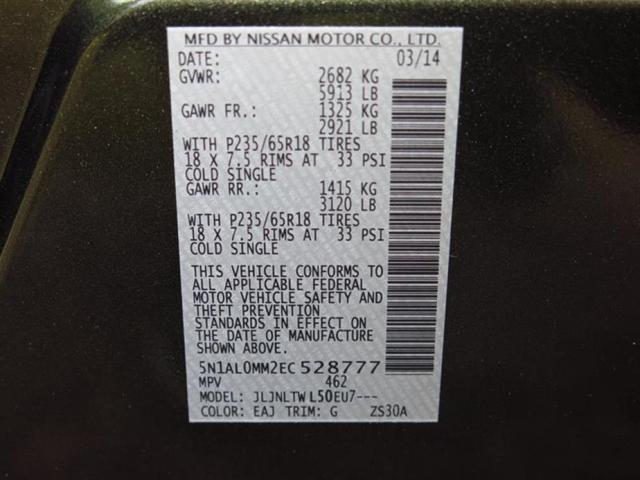 MFD BY NISSAN MOTOR CO., LTD.
DATE: 03/14
GVWR: 2682 KG
5913 LB
GAWR FR.: 1325 KG
2921 LB
WITH P235/65R18 TIRES
18 X 7.5 RIMS AT 33 PSI
COLD SINGLE
GAWR RR.: 1415 KG
3120 LB
WITH P235/65R18 TIRES
18 X 7.5 RIMS AT 33 PSI
COLD SINGLE
THIS VEHICLE CONFORMS TO
ALL APPLICABLE FEDERAL
MOTOR VEHICLE SAFETY AND
THEFT PREVENTION
STANDARDS IN EFFECT ON
THE DATE OF MANUFACTURE
SHOWN ABOVE.
5N1AL0MM2EC528777
MPV 462
MODEL: JLJNLTWL50EU7---
COLOR: EAJ TRIM: G ZS30A